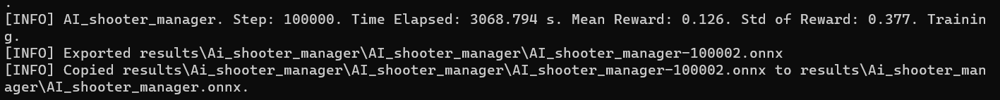 .
[INFO] AI_shooter_manager. Step: 100000. Time Elapsed: 3068.794 s. Mean Reward: 0.126. Std of Reward: 0.377. Trainin
g.
[INFO] Exported results\Ai_shooter_manager\AI_shooter_manager\AI_shooter_manager-100002.onnx
[INFO] Copied results\Ai_shooter_manager\AI_shooter_manager\AI_shooter_manager-100002.onnx to results\Ai_shooter_man
ager\AI_shooter_manager.onnx.